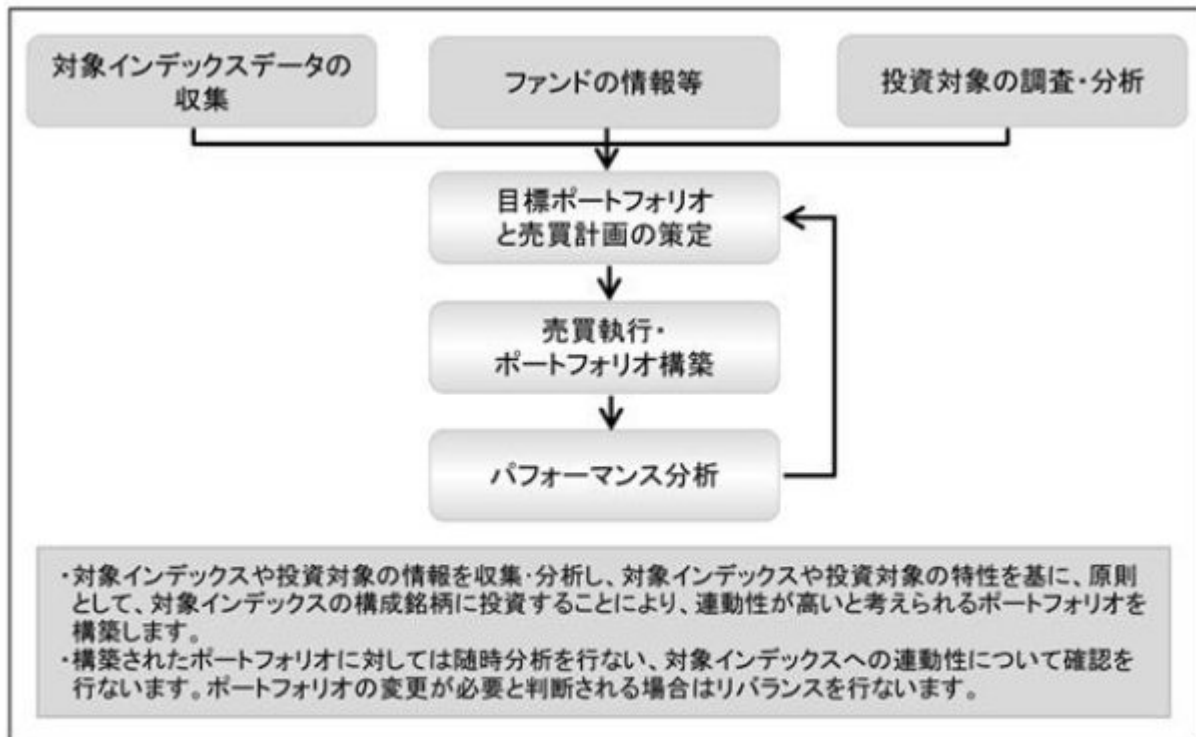 対象インデックスデータの
収集
ファンドの情報等
投資対象の調査・分析
目標ポートフォリオ
と売買計画の策定
売買執行・
ポートフォリオ構築
パフォーマンス分析
・対象インデックスや投資対象の情報を収集・分析し、対象インデックスや投資対象の特性を基に、原則
として、対象インデックスの構成銘柄に投資することにより、連動性が高いと考えられるポートフォリオを
構築します。
・構築されたポートフォリオに対しては随時分析を行ない、対象インデックスへの連動性について確認を
行ないます。ポートフォリオの変更が必要と判断される場合はリバランスを行ないます。